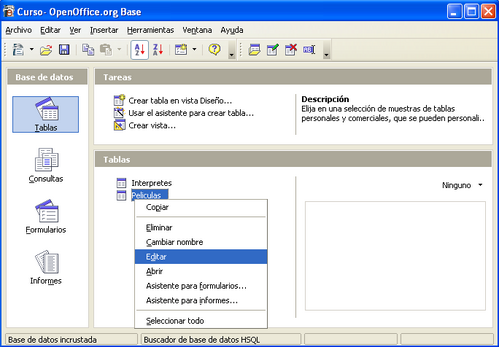 Curso- OpenOffice.org Base
Archivo Editar Ver Insertar Herramientas Ventana Ayuda
Base de datos
Tablas
Consultas
Formularios
Informes
Tareas
Crear tabla en vista Diseño...
Usar el asistente para crear tabla...
Crear vista...
Descripción
Elija en una selección de muestras de tablas
personales y comerciales, que se pueden personali..
Tablas
Interpretes
Peliculas
Copiar
Eliminar
Cambiar nombre
Editar
Abrir
Asistente para formularios...
Asistente para informes...
Seleccionar todo
Ninguno
Base de datos incrustada
Buscador de base de datos HSQL